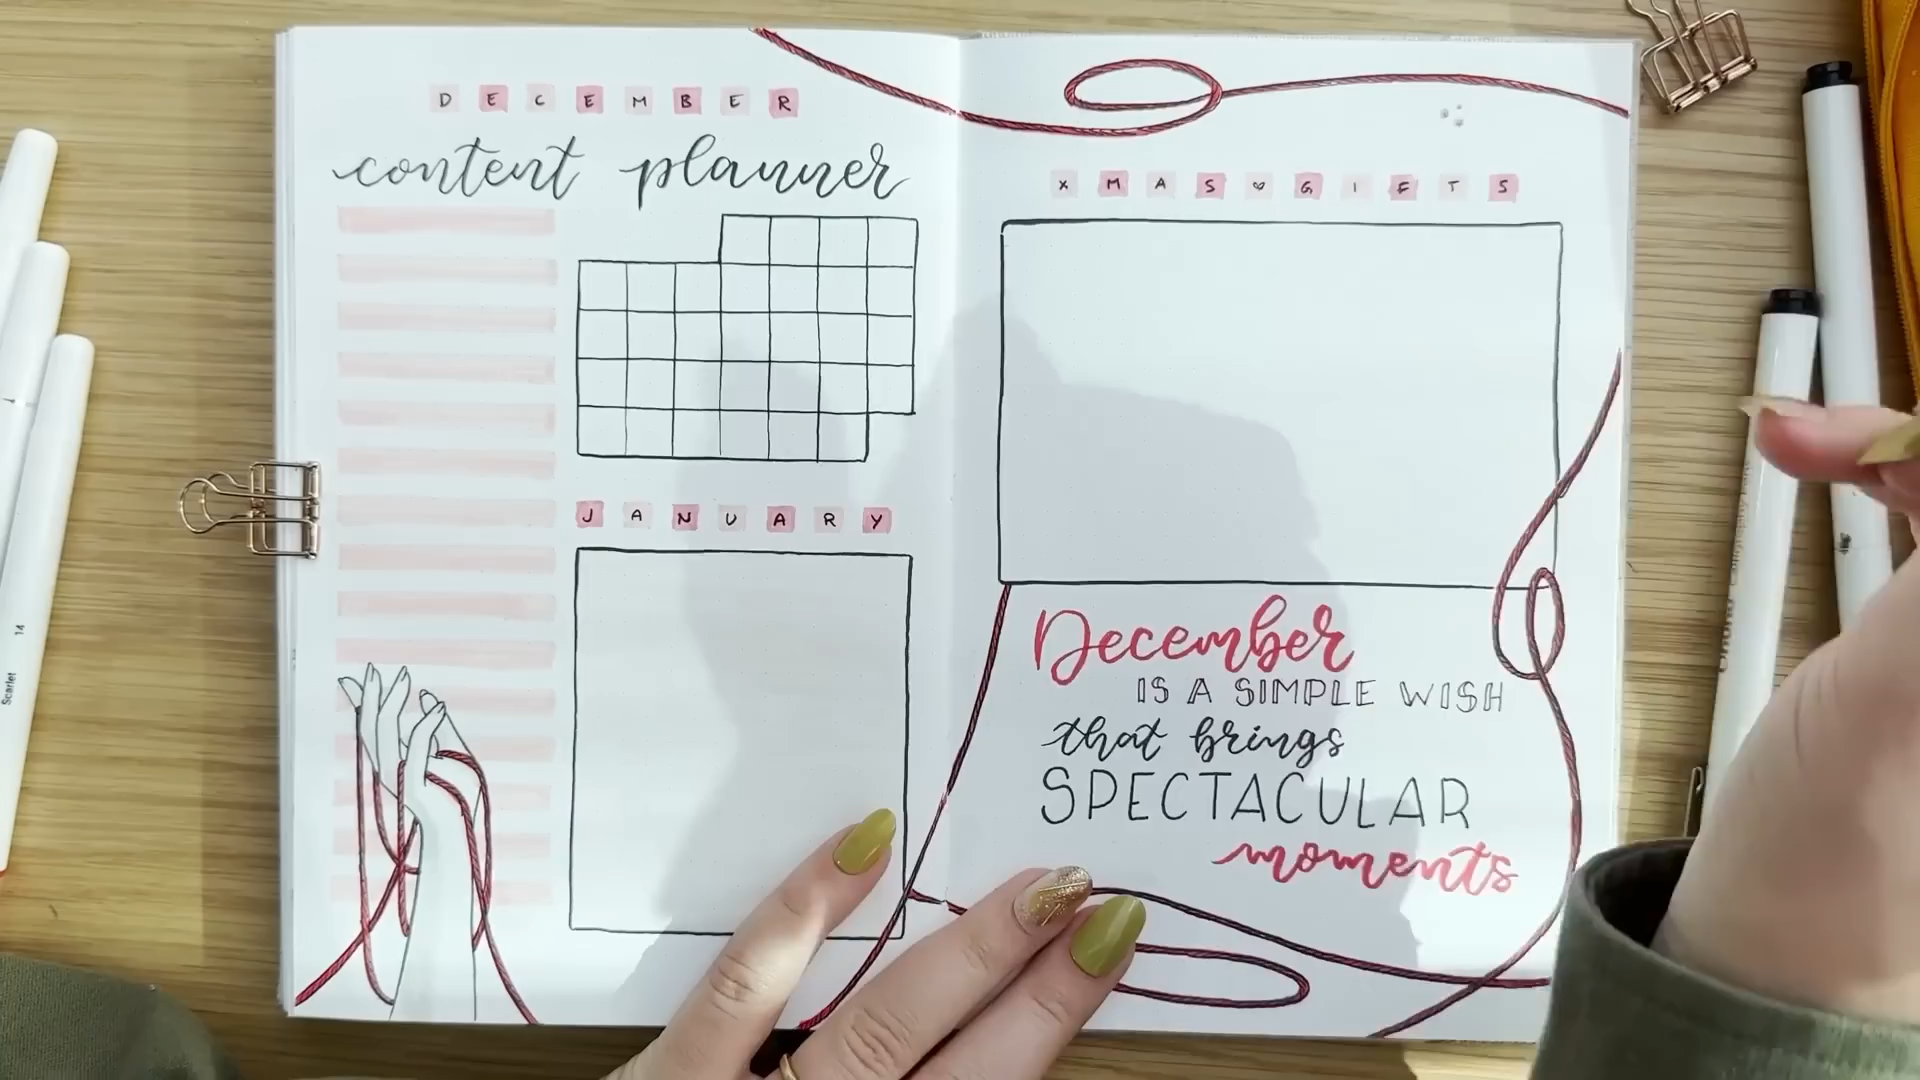 DECEMBER
content planner
JANUARY
XMAS♡GIFTS
December
IS A SIMPLE WISH
that brings
SPECTACULAR
moments
Scarlet 14